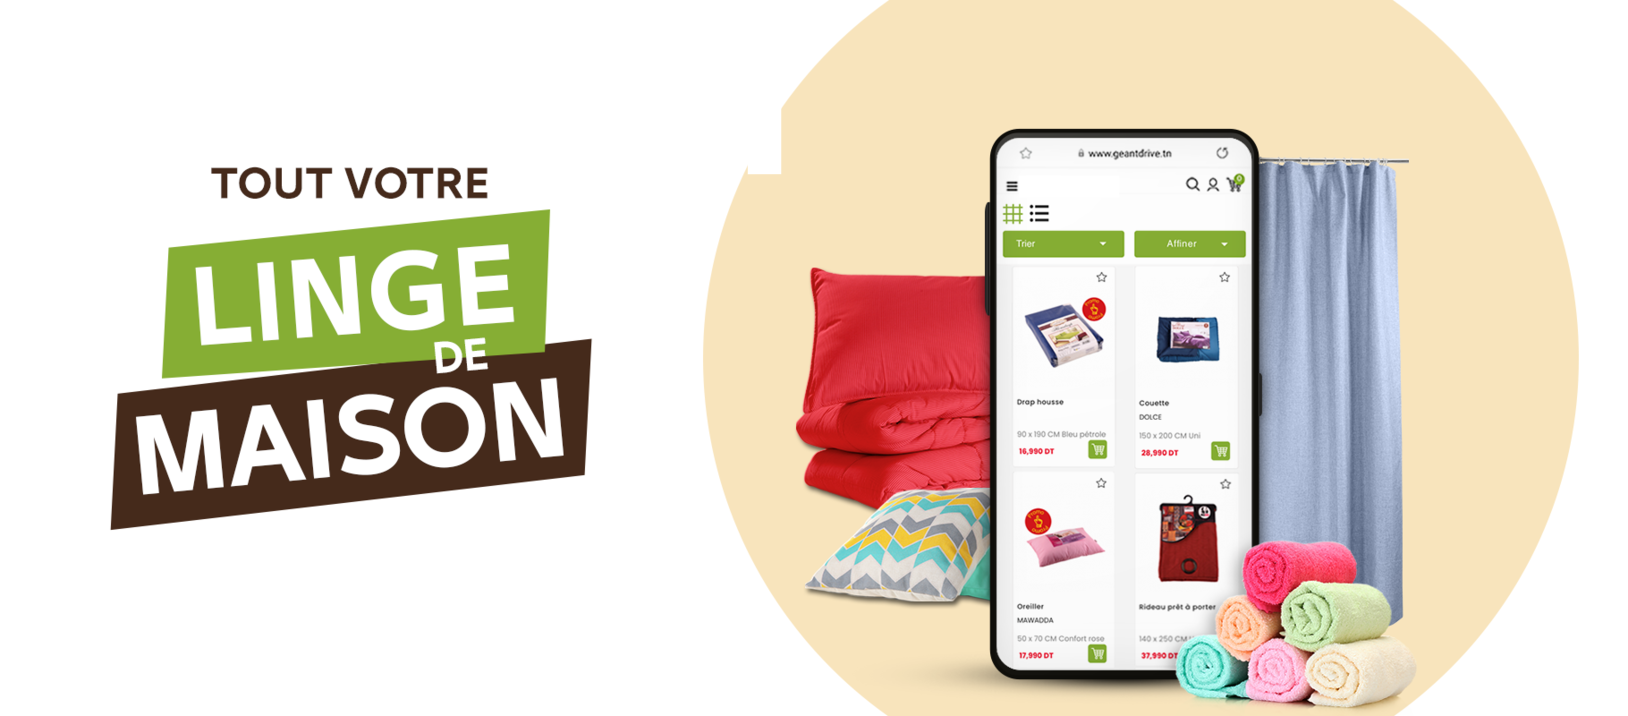 TOUT VOTRE
LINGE
DE
MAISON
www.geantdrive.tn
0
Trier
Affiner
Drap housse
90 x 190 CM Bleu pétrole
16,990 DT
Couette
DOLCE
150 x 200 CM Uni
28,990 DT
Oreiller
MAWADDA
50 x 70 CM Confort rose
17,990 DT
Rideau prêt à porter
140 x 250 CM
37,990 DT